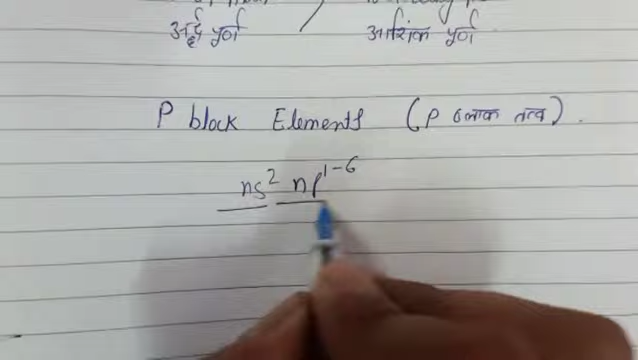 अर्द्ध पूर्ण / आंशिक पूर्ण
P block Elements (P ब्लाक तत्व).
ns² np¹⁻⁶